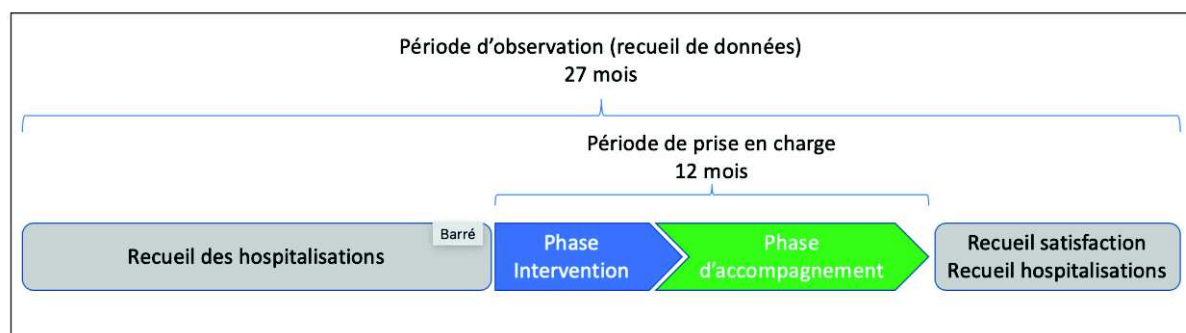 Période d'observation (recueil de données)
27 mois
Période de prise en charge
12 mois
Barré
Recueil des hospitalisations
Phase
Intervention
Phase
d'accompagnement
Recueil satisfaction
Recueil hospitalisations